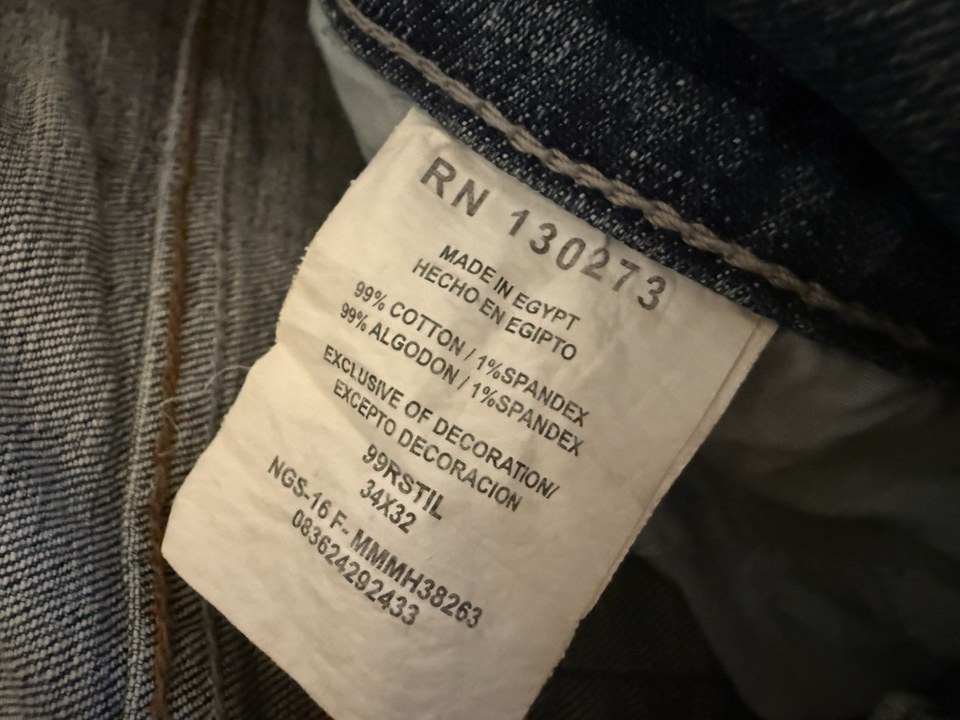 RN 130273
MADE IN EGYPT
HECHO EN EGIPTO
99% COTTON / 1%SPANDEX
99% ALGODON / 1%SPANDEX
EXCLUSIVE OF DECORATION/
EXCEPTO DECORACION
99RSTIL
34X32
NGS-16 F- MMMH38263
083624292433